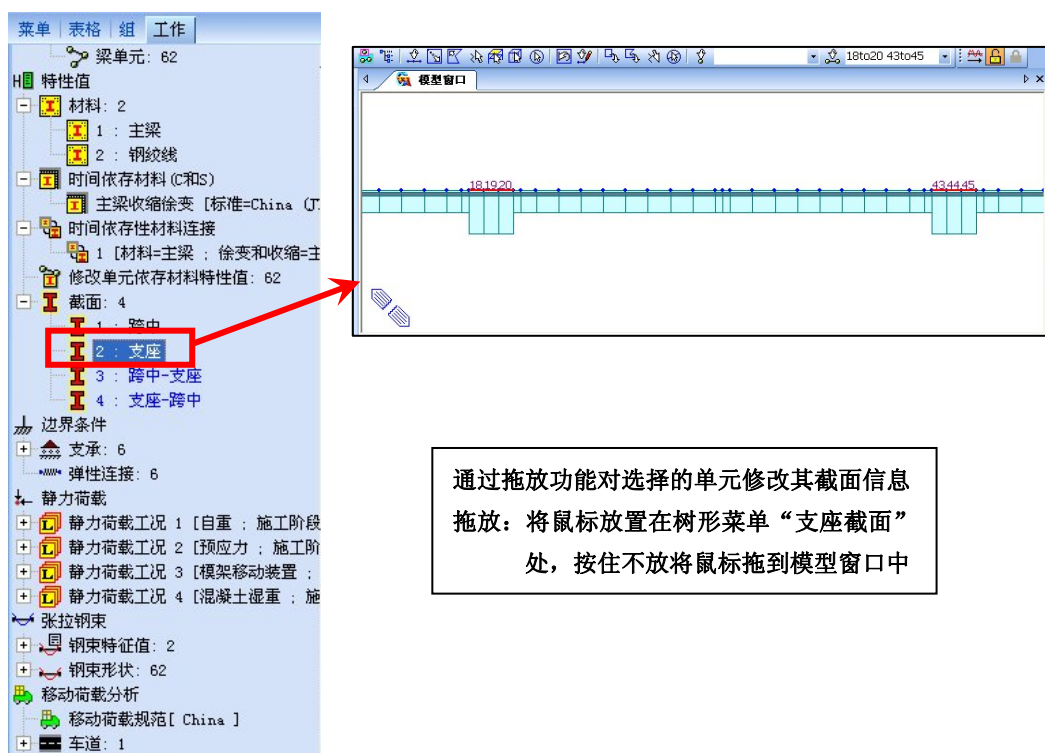 菜单 表格 组 工作
梁单元: 62
特性值
材料: 2
1 : 主梁
2 : 钢绞线
时间依存材料(C和S)
主梁收缩徐变 [标准=China (J
时间依存性材料连接
1 [材料=主梁 ; 徐变和收缩=主
修改单元依存材料特性值: 62
截面: 4
1 : 跨中
2 : 支座
3 : 跨中-支座
4 : 支座-跨中
边界条件
支承: 6
弹性连接: 6
静力荷载
静力荷载工况 1 [自重 ; 施工阶段
静力荷载工况 2 [预应力 ; 施工阶
静力荷载工况 3 [模架移动装置 ;
静力荷载工况 4 [混凝土湿重 ; 施
张拉钢束
钢束特征值: 2
钢束形状: 62
移动荷载分析
移动荷载规范[ China ]
车道: 1
18to20 43to45
模型窗口
18 19 20
43 44 45
通过拖放功能对选择的单元修改其截面信息
拖放：将鼠标放置在树形菜单“支座截面”
处，按住不放将鼠标拖到模型窗口中